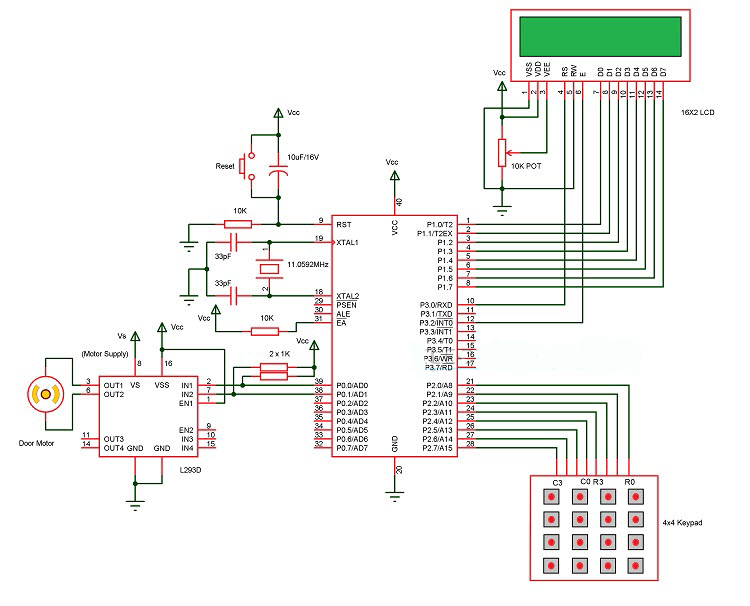 VSS VDD VEE RS RW E D0 D1 D2 D3 D4 D5 D6 D7
1 2 3 4 5 6 7 8 9 10 11 12 13 14
16X2 LCD
Vcc
10K POT
Vcc
Reset
10uF/16V
Vcc
10K
33pF
33pF
1
2
11.0592MHz
Vcc
10K
40
VCC
9 RST
19 XTAL1
18 XTAL2
29 PSEN
30 ALE
31 EA
39 P0.0/AD0
38 P0.1/AD1
37 P0.2/AD2
36 P0.3/AD3
35 P0.4/AD4
34 P0.5/AD5
33 P0.6/AD6
32 P0.7/AD7
P1.0/T2 1
P1.1/T2EX 2
P1.2 3
P1.3 4
P1.4 5
P1.5 6
P1.6 7
P1.7 8
P3.0/RXD 10
P3.1/TXD 11
P3.2/INT0 12
P3.3/INT1 13
P3.4/T0 14
P3.5/T1 15
P3.6/WR 16
P3.7/RD 17
P2.0/A8 21
P2.1/A9 22
P2.2/A10 23
P2.3/A11 24
P2.4/A12 25
P2.5/A13 26
P2.6/A14 27
P2.7/A15 28
GND
20
Vs
(Motor Supply)
8
Vcc
16
Vcc
2 x 1K
3 OUT1
6 OUT2
VS VSS
IN1 2
IN2 7
EN1 1
11 OUT3
14 OUT4
GND GND
EN2 9
IN3 10
IN4 15
L293D
Door Motor
C3 C0 R3 R0
4x4 Keypad